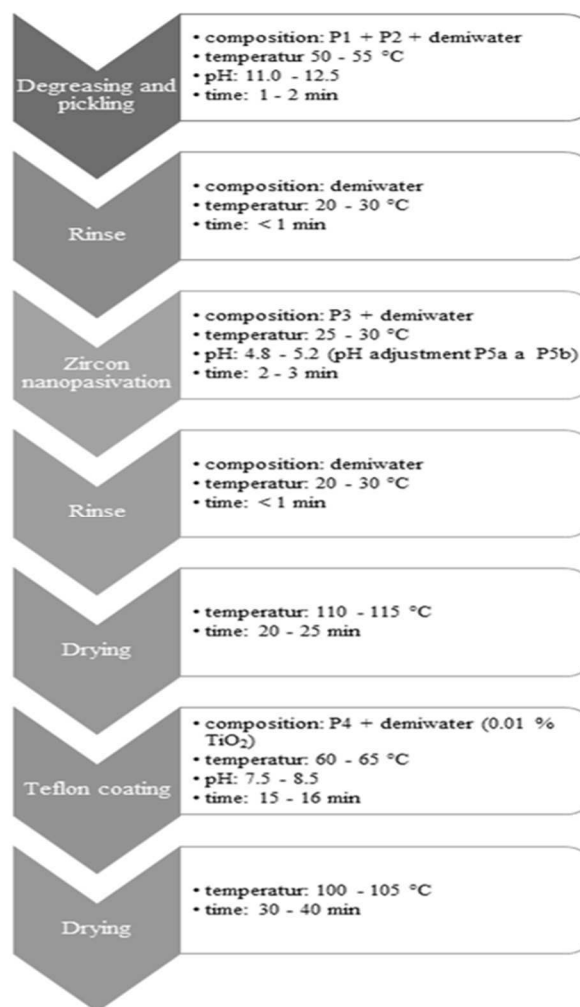 Degreasing and
pickling
• composition: P1 + P2 + demiwater
• temperatur 50 - 55 °C
• pH: 11.0 - 12.5
• time: 1 - 2 min
Rinse
• composition: demiwater
• temperatur: 20 - 30 °C
• time: < 1 min
Zircon
nanopasivation
• composition: P3 + demiwater
• temperatur: 25 - 30 °C
• pH: 4.8 - 5.2 (pH adjustment P5a a P5b)
• time: 2 - 3 min
Rinse
• composition: demiwater
• temperatur: 20 - 30 °C
• time: < 1 min
Drying
• temperatur: 110 - 115 °C
• time: 20 - 25 min
Teflon coating
• composition: P4 + demiwater (0.01 %
TiO₂)
• temperatur: 60 - 65 °C
• pH: 7.5 - 8.5
• time: 15 - 16 min
Drying
• temperatur: 100 - 105 °C
• time: 30 - 40 min